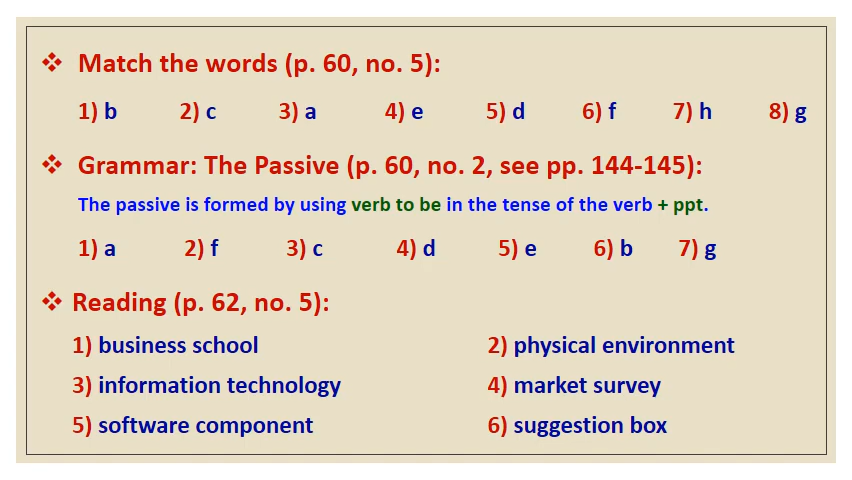 ❖ Match the words (p. 60, no. 5):
1) b 2) c 3) a 4) e 5) d 6) f 7) h 8) g
❖ Grammar: The Passive (p. 60, no. 2, see pp. 144-145):
The passive is formed by using verb to be in the tense of the verb + ppt.
1) a 2) f 3) c 4) d 5) e 6) b 7) g
❖ Reading (p. 62, no. 5):
1) business school 2) physical environment
3) information technology 4) market survey
5) software component 6) suggestion box